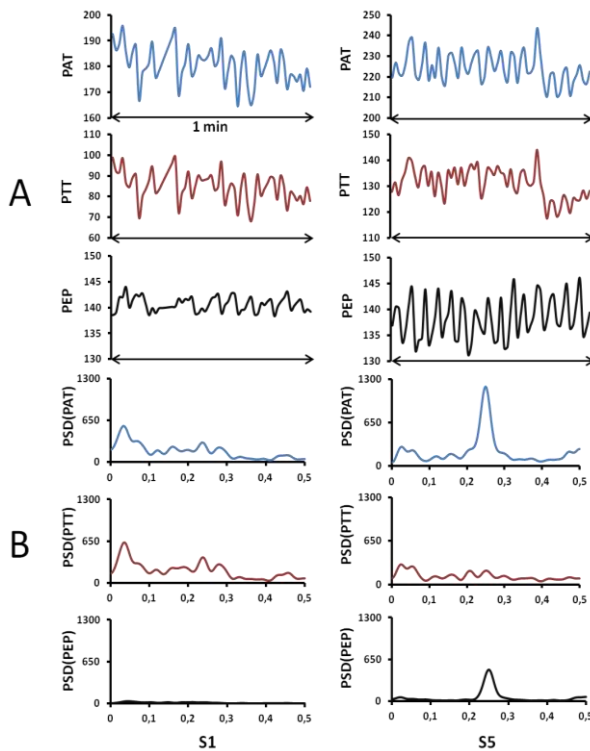 A
PAT
200
190
180
170
160
1 min
PAT
250
240
230
220
210
200
PTT
110
100
90
80
70
60
PTT
150
140
130
120
110
PEP
150
145
140
135
130
PEP
150
145
140
135
130
B
PSD(PAT)
1300
650
0
0 0,1 0,2 0,3 0,4 0,5
PSD(PAT)
1300
650
0
0 0,1 0,2 0,3 0,4 0,5
PSD(PTT)
1300
650
0
0 0,1 0,2 0,3 0,4 0,5
PSD(PTT)
1300
650
0
0 0,1 0,2 0,3 0,4 0,5
PSD(PEP)
1300
650
0
0 0,1 0,2 0,3 0,4 0,5
PSD(PEP)
1300
650
0
0 0,1 0,2 0,3 0,4 0,5
S1
S5